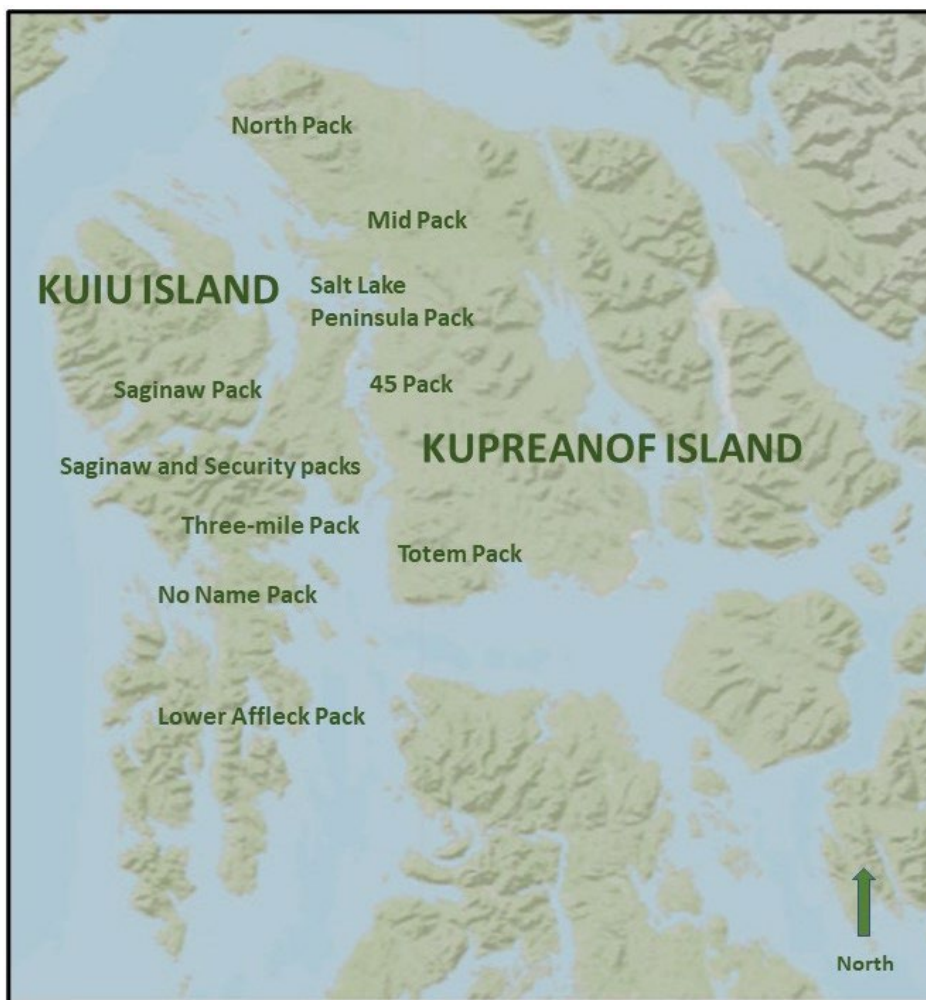 North Pack
Mid Pack
KUIU ISLAND
Salt Lake
Peninsula Pack
Saginaw Pack
45 Pack
KUPREANOF ISLAND
Saginaw and Security packs
Three-mile Pack
Totem Pack
No Name Pack
Lower Affleck Pack
North